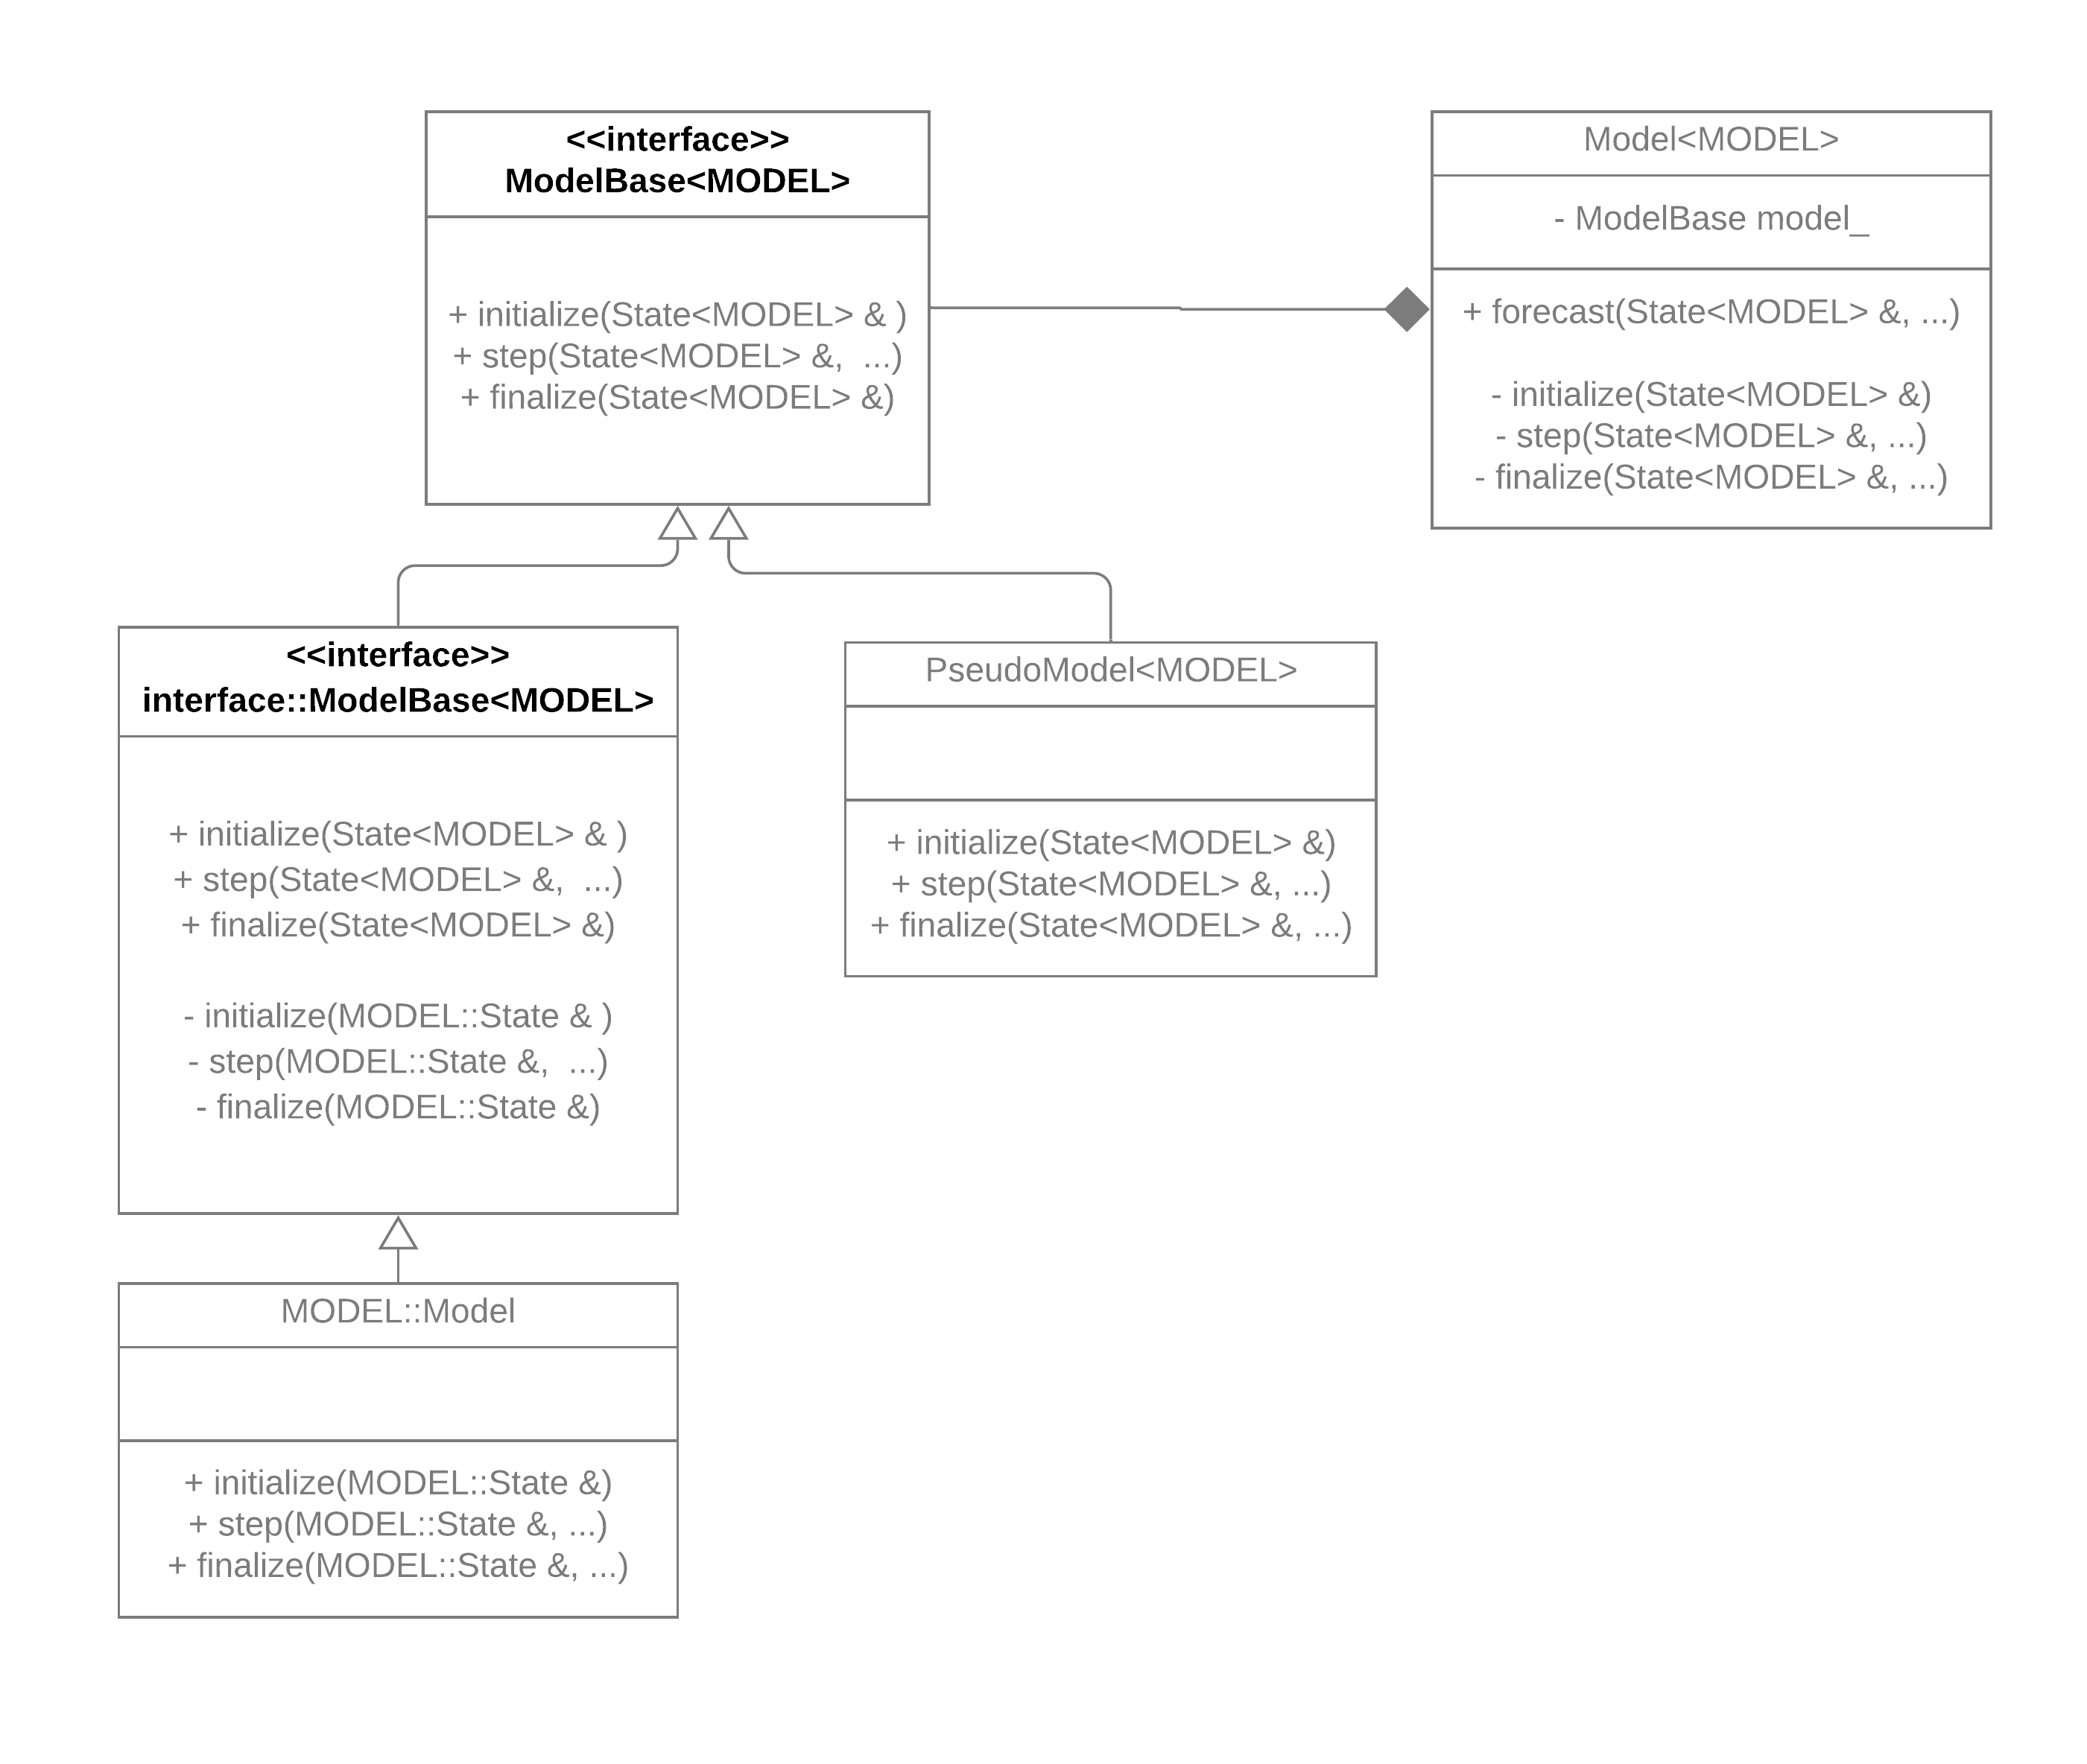 <<interface>>
ModelBase<MODEL>
+ initialize(State<MODEL> & )
+ step(State<MODEL> &,  ...)
+ finalize(State<MODEL> &)
Model<MODEL>
- ModelBase model_
+ forecast(State<MODEL> &, ...)
- initialize(State<MODEL> &)
- step(State<MODEL> &, ...)
- finalize(State<MODEL> &, ...)
<<interface>>
interface::ModelBase<MODEL>
+ initialize(State<MODEL> & )
+ step(State<MODEL> &,  ...)
+ finalize(State<MODEL> &)
- initialize(MODEL::State & )
- step(MODEL::State &,  ...)
- finalize(MODEL::State &)
PseudoModel<MODEL>
+ initialize(State<MODEL> &)
+ step(State<MODEL> &, ...)
+ finalize(State<MODEL> &, ...)
MODEL::Model
+ initialize(MODEL::State &)
+ step(MODEL::State &, ...)
+ finalize(MODEL::State &, ...)